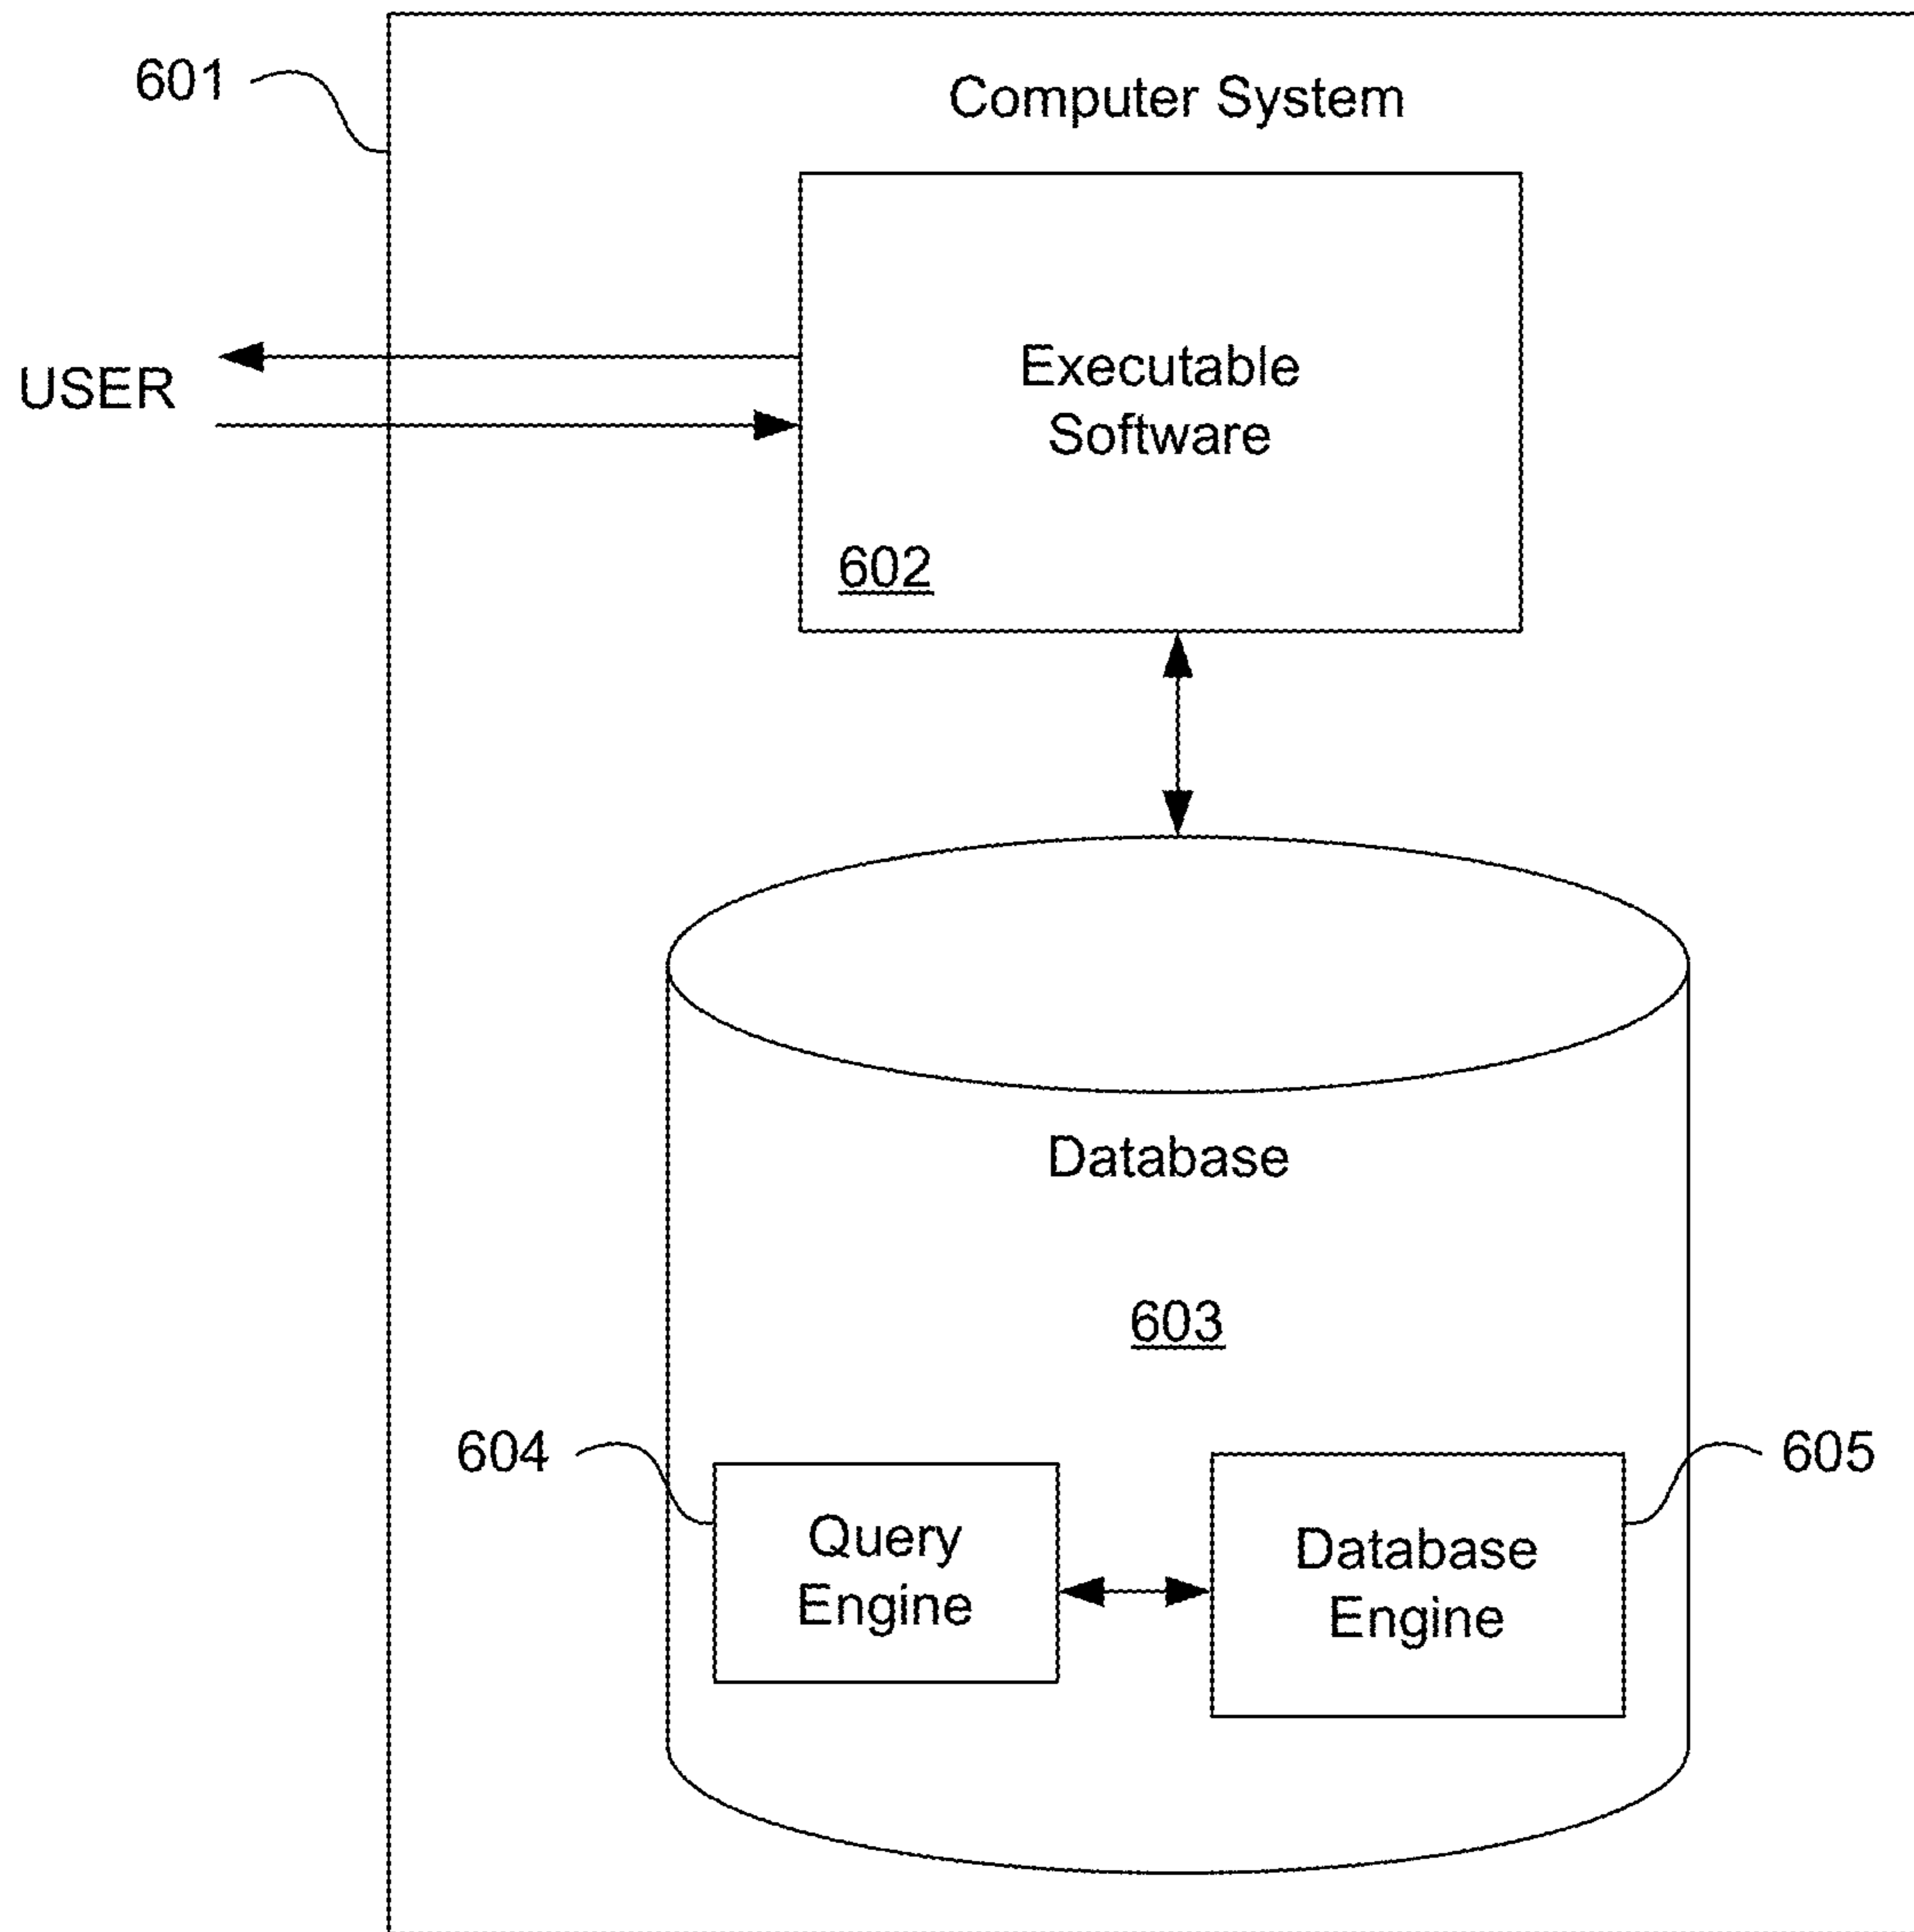 601
Computer System
USER
Executable
Software
602
Database
603
604
605
Query
Engine
Database
Engine